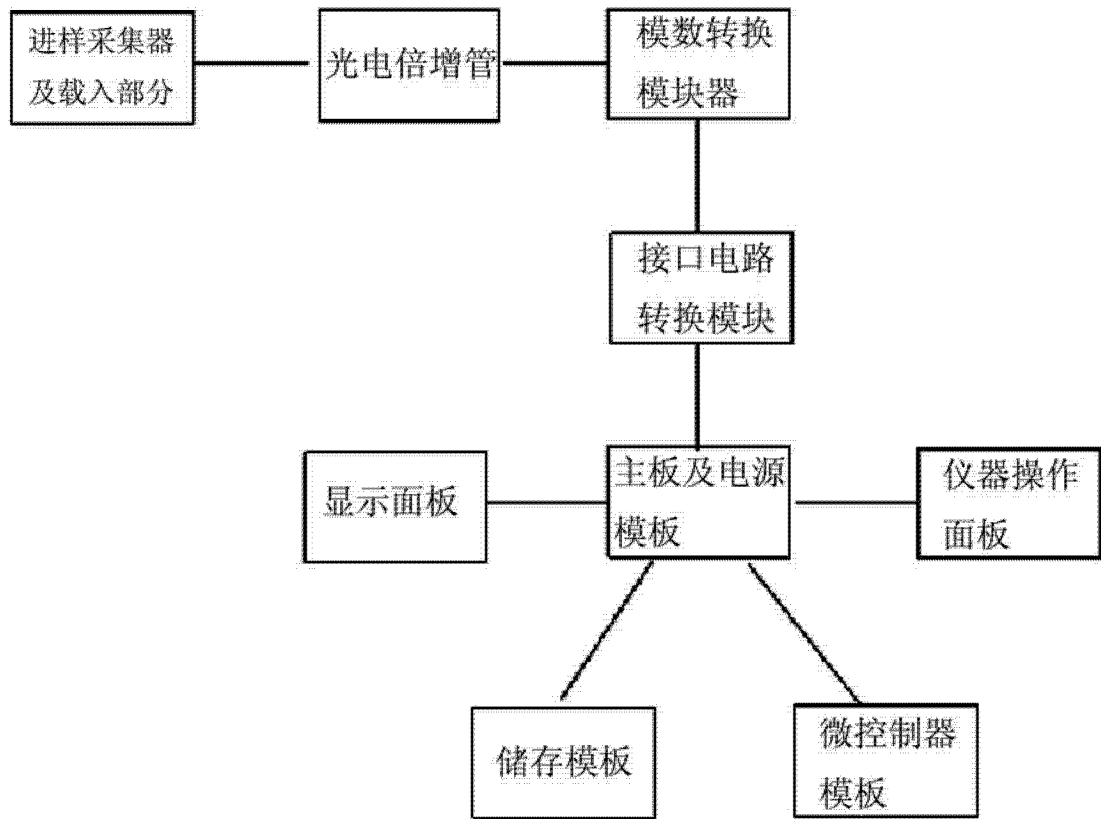 进样采集器
及载入部分
光电倍增管
模数转换
模块器
接口电路
转换模块
显示面板
主板及电源
模板
仪器操作
面板
储存模板
微控制器
模板